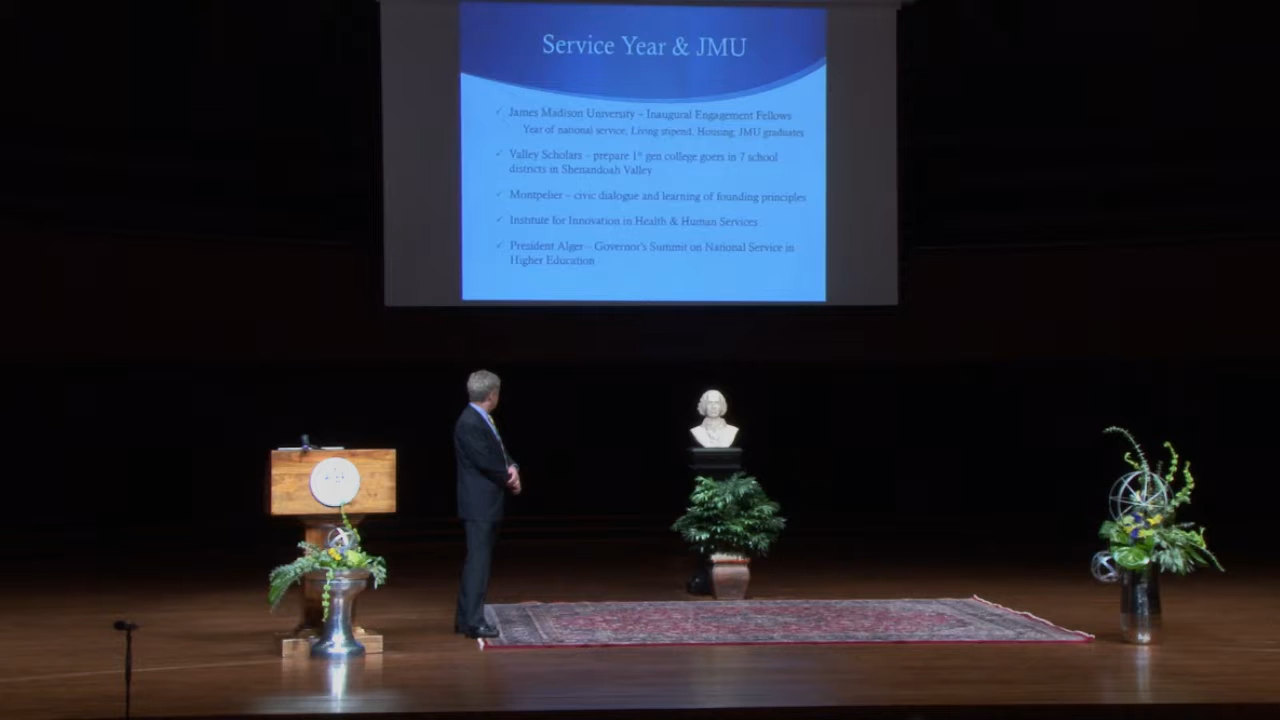 Service Year & JMU
✓ James Madison University – Inaugural Engagement Fellows
Year of national service, Living stipend, Housing, JMU graduates
✓ Valley Scholars – prepare 1st gen college goers in 7 school
districts in Shenandoah Valley
✓ Montpelier – civic dialogue and learning of founding principles
✓ Institute for Innovation in Health & Human Services
✓ President Alger – Governor's Summit on National Service in
Higher Education